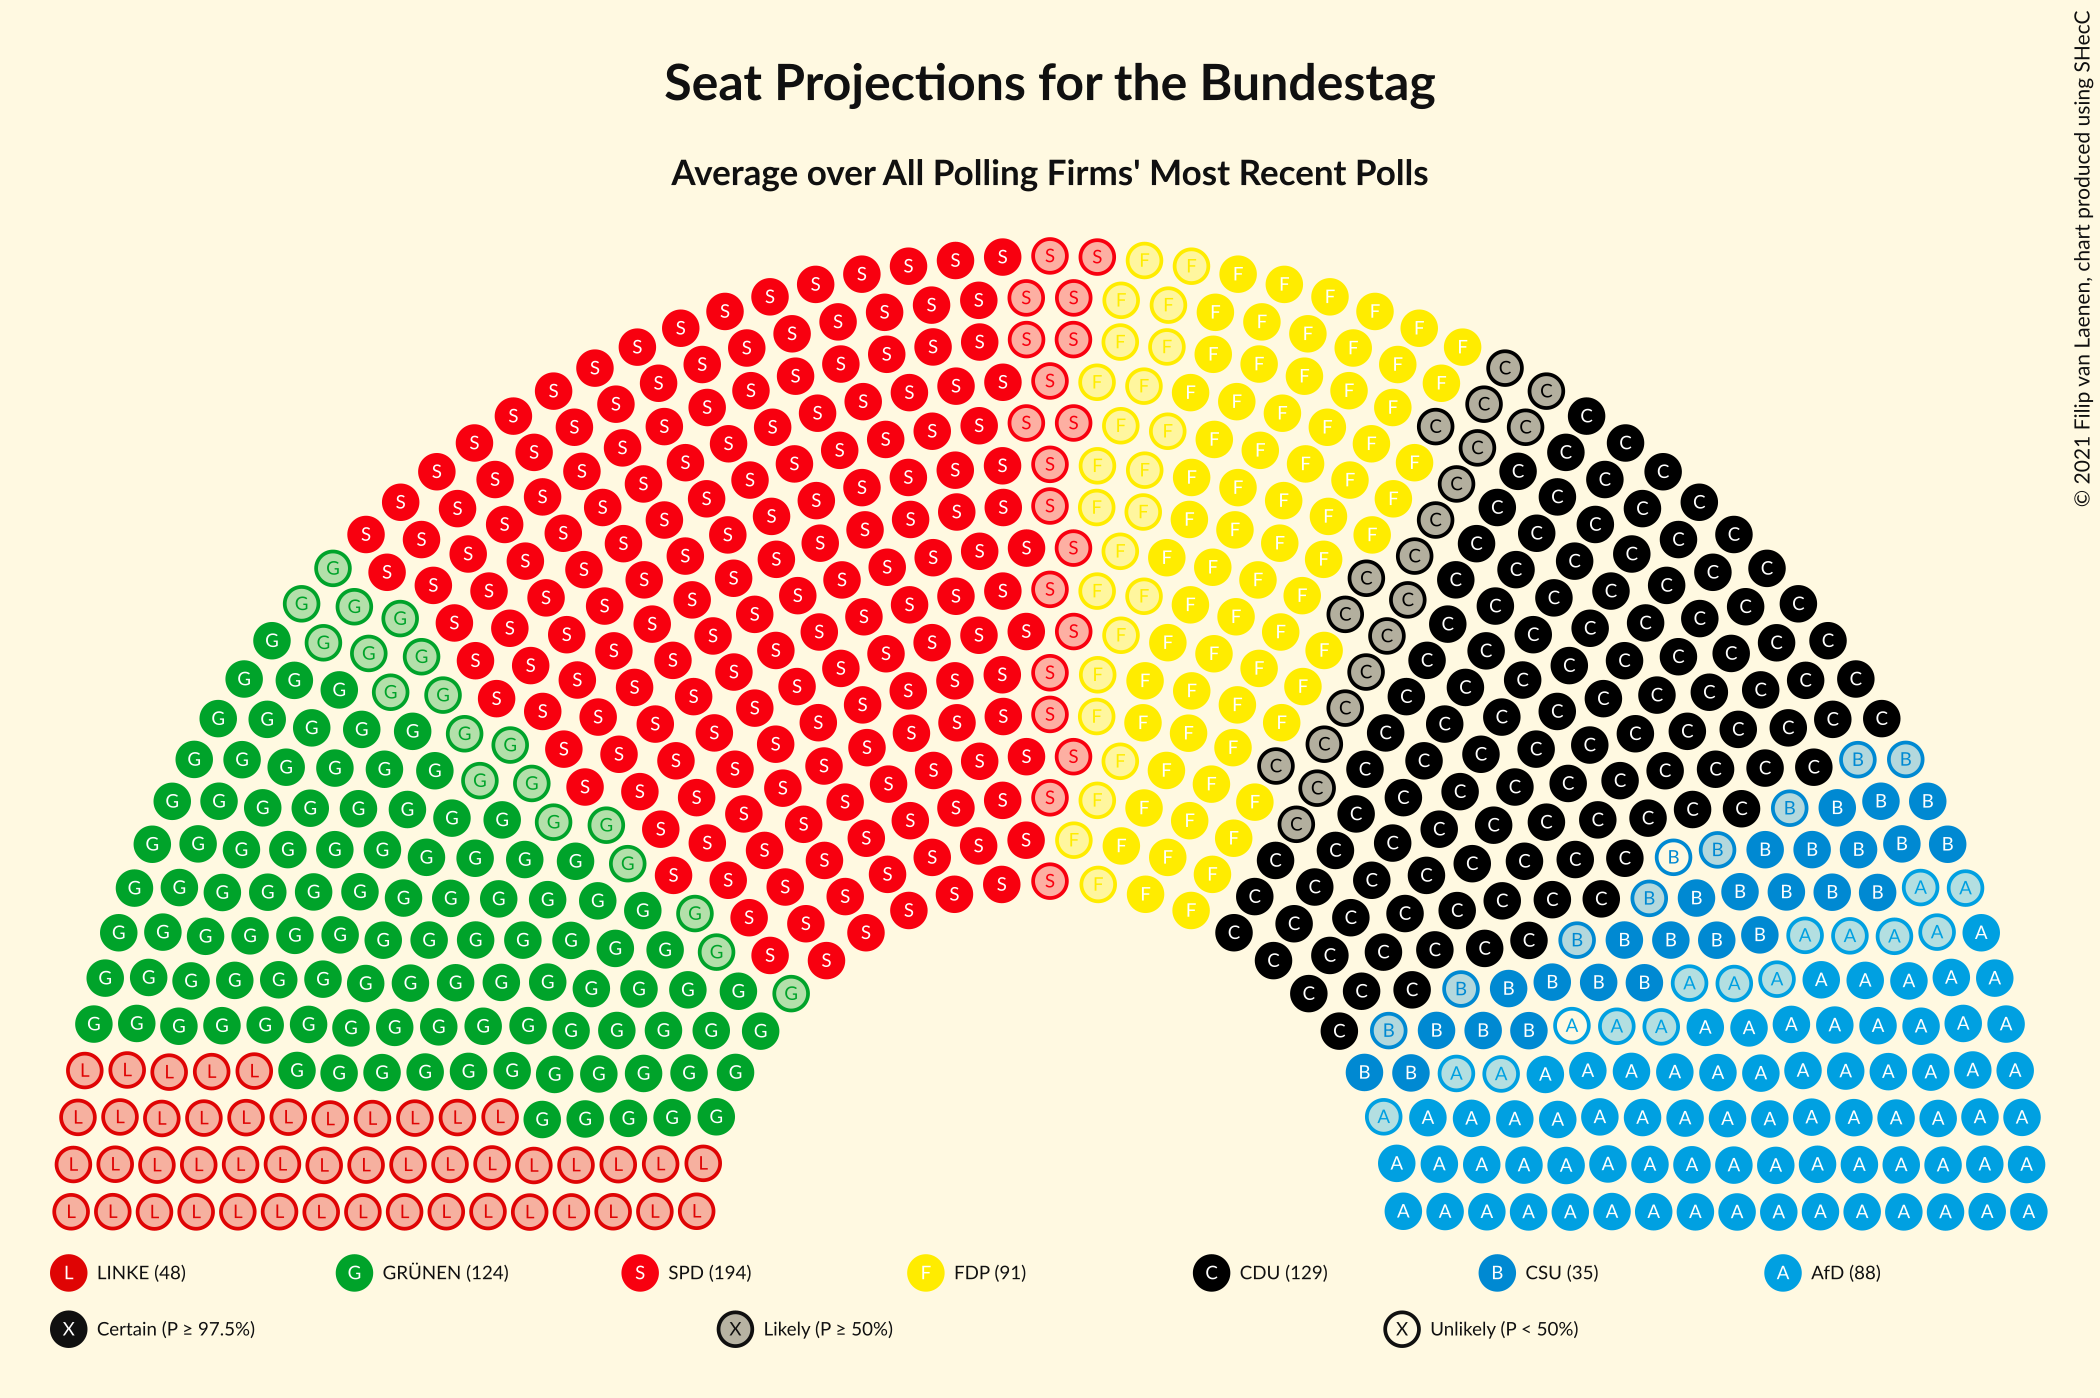 Seat Projections for the Bundestag
Average over All Polling Firms' Most Recent Polls
© 2021 Filip van Laenen, chart produced using SHecC
L LINKE (48) G GRÜNEN (124) S SPD (194) F FDP (91) C CDU (129) B CSU (35) A AfD (88)
X Certain (P ≥ 97.5%) X Likely (P ≥ 50%) X Unlikely (P < 50%)